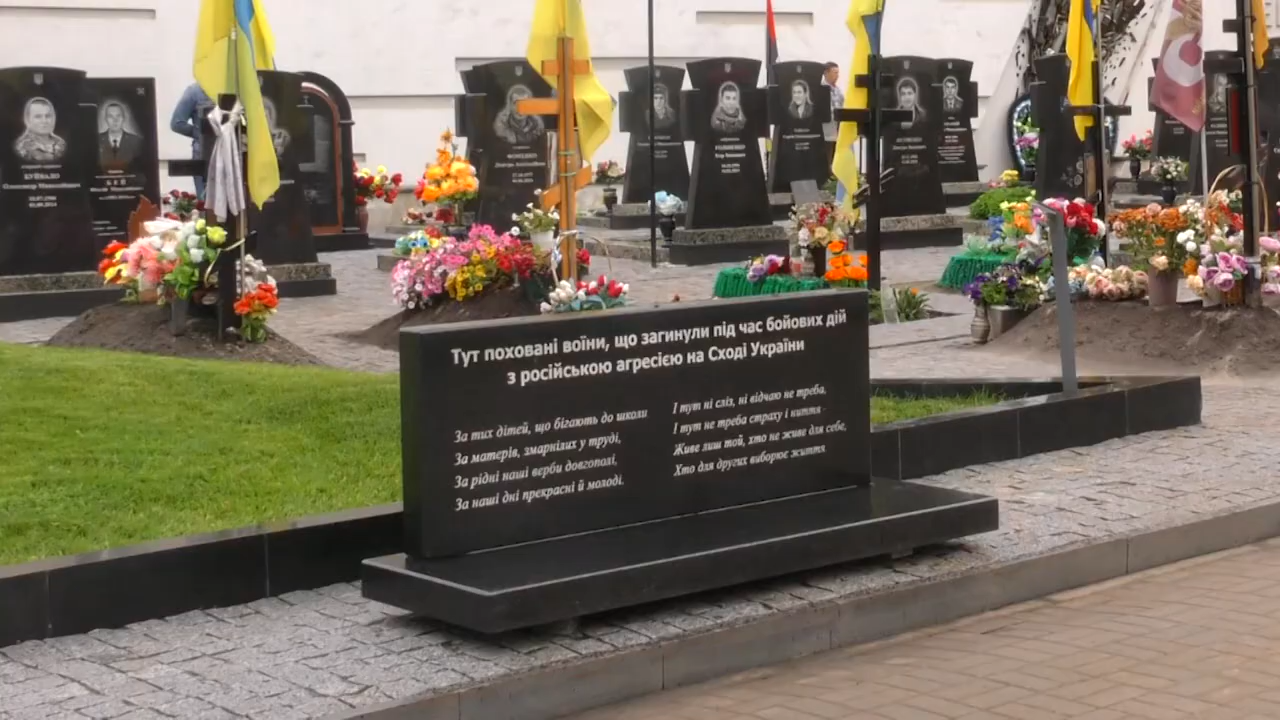 Тут поховані воїни, що загинули під час бойових дій
з російською агресією на Сході України
За тих дітей, що бігають до школи
За матерів, змарнілих у труді,
За рідні наші верби довгополі,
За наші дні прекрасні й молоді.
І тут ні сліз, ні відчаю не треба,
І тут не треба страху і ниття -
Живе лиш той, хто не живе для себе,
Хто для других виборює життя